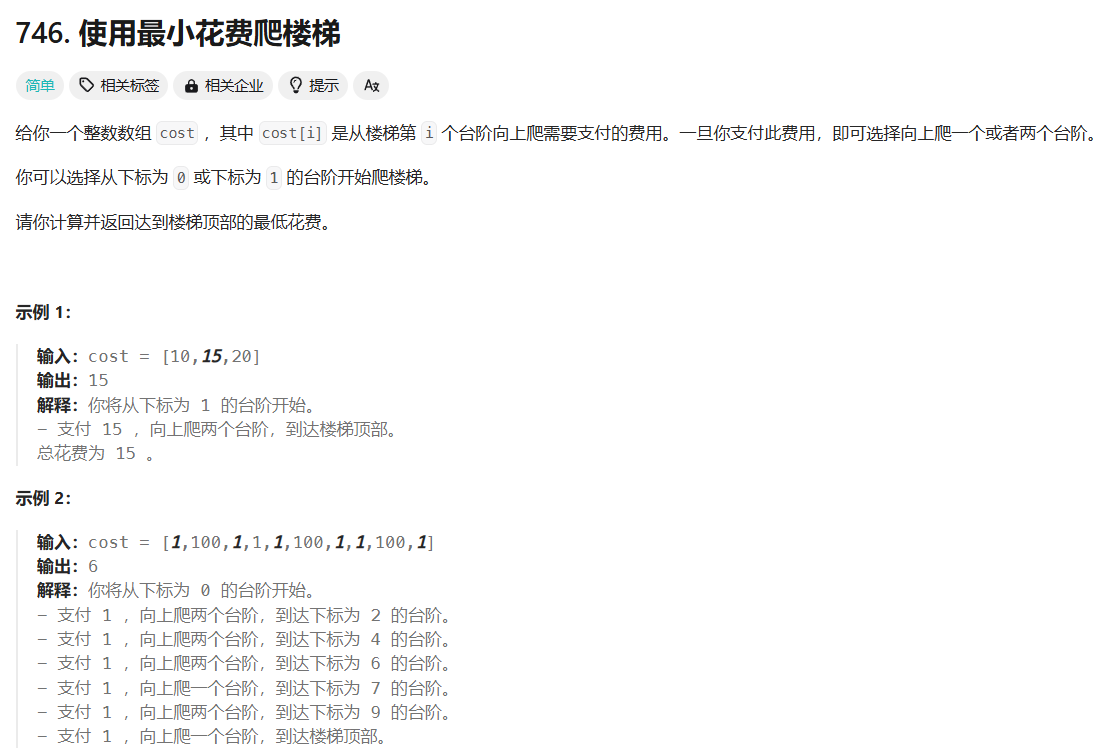 746. 使用最小花费爬楼梯
简单 相关标签 相关企业 提示 Az
给你一个整数数组 cost ，其中 cost[i] 是从楼梯第 i 个台阶向上爬需要支付的费用。一旦你支付此费用，即可选择向上爬一个或者两个台阶。
你可以选择从下标为 0 或下标为 1 的台阶开始爬楼梯。
请你计算并返回达到楼梯顶部的最低花费。
示例 1：
输入：cost = [10,15,20]
输出：15
解释：你将从下标为 1 的台阶开始。
- 支付 15 ，向上爬两个台阶，到达楼梯顶部。
总花费为 15 。
示例 2：
输入：cost = [1,100,1,1,1,100,1,1,100,1]
输出：6
解释：你将从下标为 0 的台阶开始。
- 支付 1 ，向上爬两个台阶，到达下标为 2 的台阶。
- 支付 1 ，向上爬两个台阶，到达下标为 4 的台阶。
- 支付 1 ，向上爬两个台阶，到达下标为 6 的台阶。
- 支付 1 ，向上爬一个台阶，到达下标为 7 的台阶。
- 支付 1 ，向上爬两个台阶，到达下标为 9 的台阶。
- 支付 1 ，向上爬一个台阶，到达楼梯顶部。